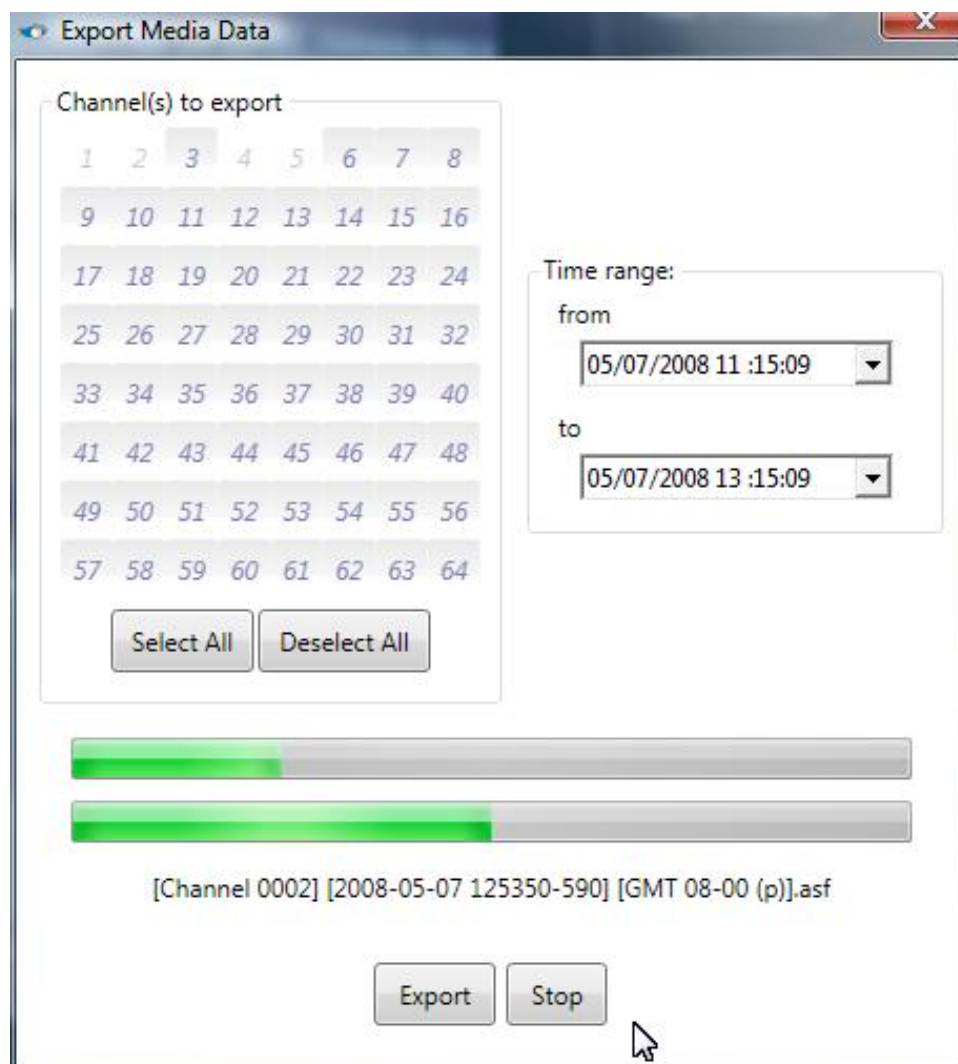 Export Media Data
X
Channel(s) to export
1 2 3 4 5 6 7 8
9 10 11 12 13 14 15 16
17 18 19 20 21 22 23 24
25 26 27 28 29 30 31 32
33 34 35 36 37 38 39 40
41 42 43 44 45 46 47 48
49 50 51 52 53 54 55 56
57 58 59 60 61 62 63 64
Select All Deselect All
Time range:
from
05/07/2008 11 :15:09
to
05/07/2008 13 :15:09
[Channel 0002] [2008-05-07 125350-590] [GMT 08-00 (p)].asf
Export Stop